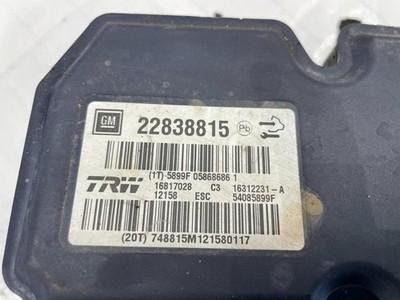 GM 22838815 Pb
(1T) 5899F 05868686 1
TRW 16817028 C3 16312231-A
12158 ESC 54085899F
(20T) 748815M121580117